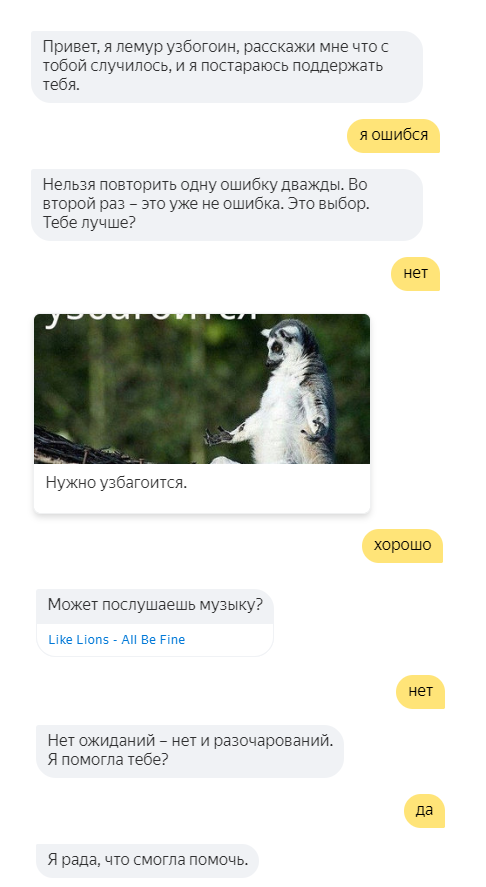 Привет, я лемур узбогоин, расскажи мне что с
тобой случилось, и я постараюсь поддержать
тебя.
я ошибся
Нельзя повторить одну ошибку дважды. Во
второй раз – это уже не ошибка. Это выбор.
Тебе лучше?
нет
узбагоится
Нужно узбагоится.
хорошо
Может послушаешь музыку?
Like Lions - All Be Fine
нет
Нет ожиданий – нет и разочарований.
Я помогла тебе?
да
Я рада, что смогла помочь.